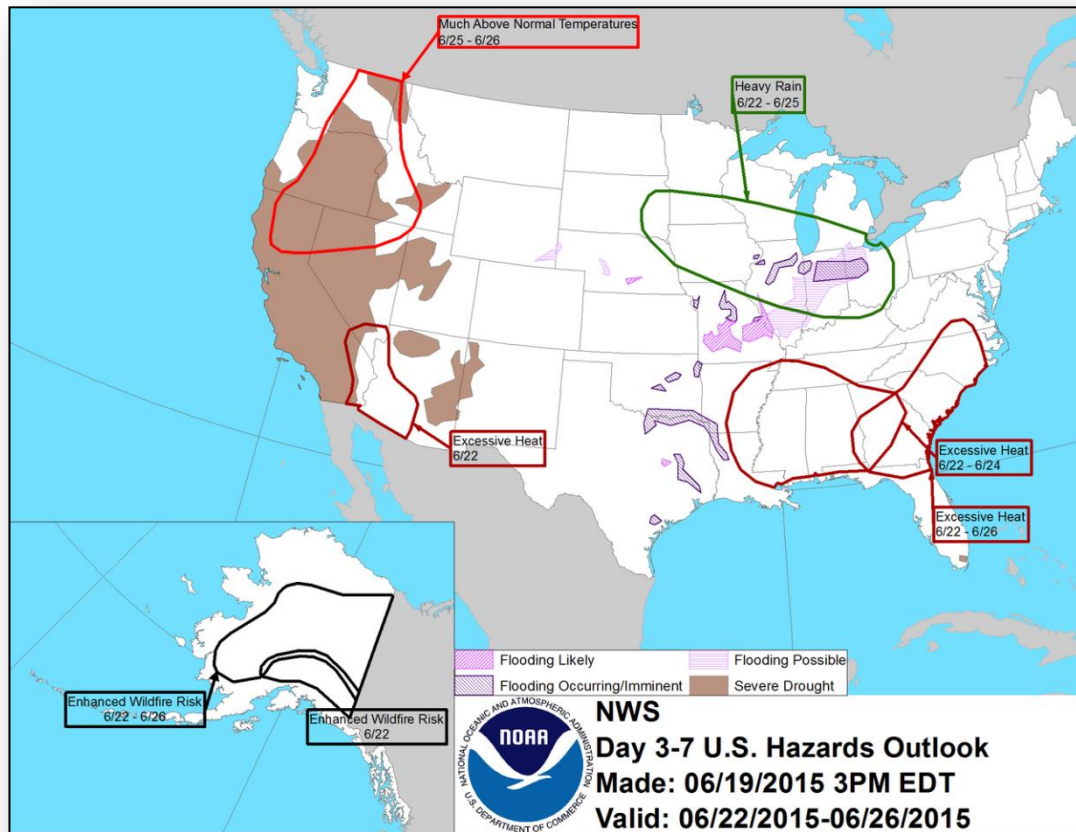 Much Above Normal Temperatures
6/25 - 6/26
Heavy Rain
6/22 - 6/25
Excessive Heat
6/22
Excessive Heat
6/22 - 6/24
Excessive Heat
6/22 - 6/26
Enhanced Wildfire Risk
6/22 - 6/26
Enhanced Wildfire Risk
6/22
Flooding Likely
Flooding Possible
Flooding Occurring/Imminent
Severe Drought
NATIONAL OCEANIC AND ATMOSPHERIC ADMINISTRATION
NOAA
U.S. DEPARTMENT OF COMMERCE
NWS
Day 3-7 U.S. Hazards Outlook
Made: 06/19/2015 3PM EDT
Valid: 06/22/2015-06/26/2015